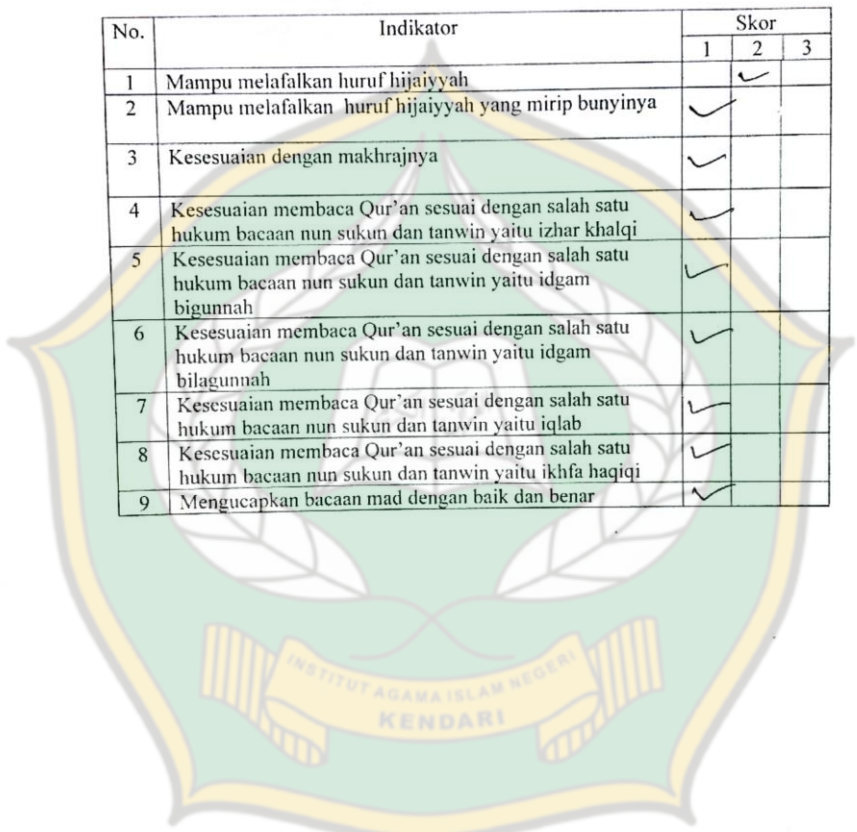 No. Indikator Skor
1 2 3
1 Mampu melafalkan huruf hijaiyyah ✓
2 Mampu melafalkan huruf hijaiyyah yang mirip bunyinya ✓
3 Kesesuaian dengan makhrajnya ✓
4 Kesesuaian membaca Qur'an sesuai dengan salah satu ✓
hukum bacaan nun sukun dan tanwin yaitu izhar khalqi
5 Kesesuaian membaca Qur'an sesuai dengan salah satu
hukum bacaan nun sukun dan tanwin yaitu idgam ✓
bigunnah
6 Kesesuaian membaca Qur'an sesuai dengan salah satu ✓
hukum bacaan nun sukun dan tanwin yaitu idgam
bilagunnah
7 Kesesuaian membaca Qur'an sesuai dengan salah satu ✓
hukum bacaan nun sukun dan tanwin yaitu iqlab
8 Kesesuaian membaca Qur'an sesuai dengan salah satu ✓
hukum bacaan nun sukun dan tanwin yaitu ikhfa haqiqi
9 Mengucapkan bacaan mad dengan baik dan benar ✓
INSTITUT AGAMA ISLAM NEGERI
KENDARI